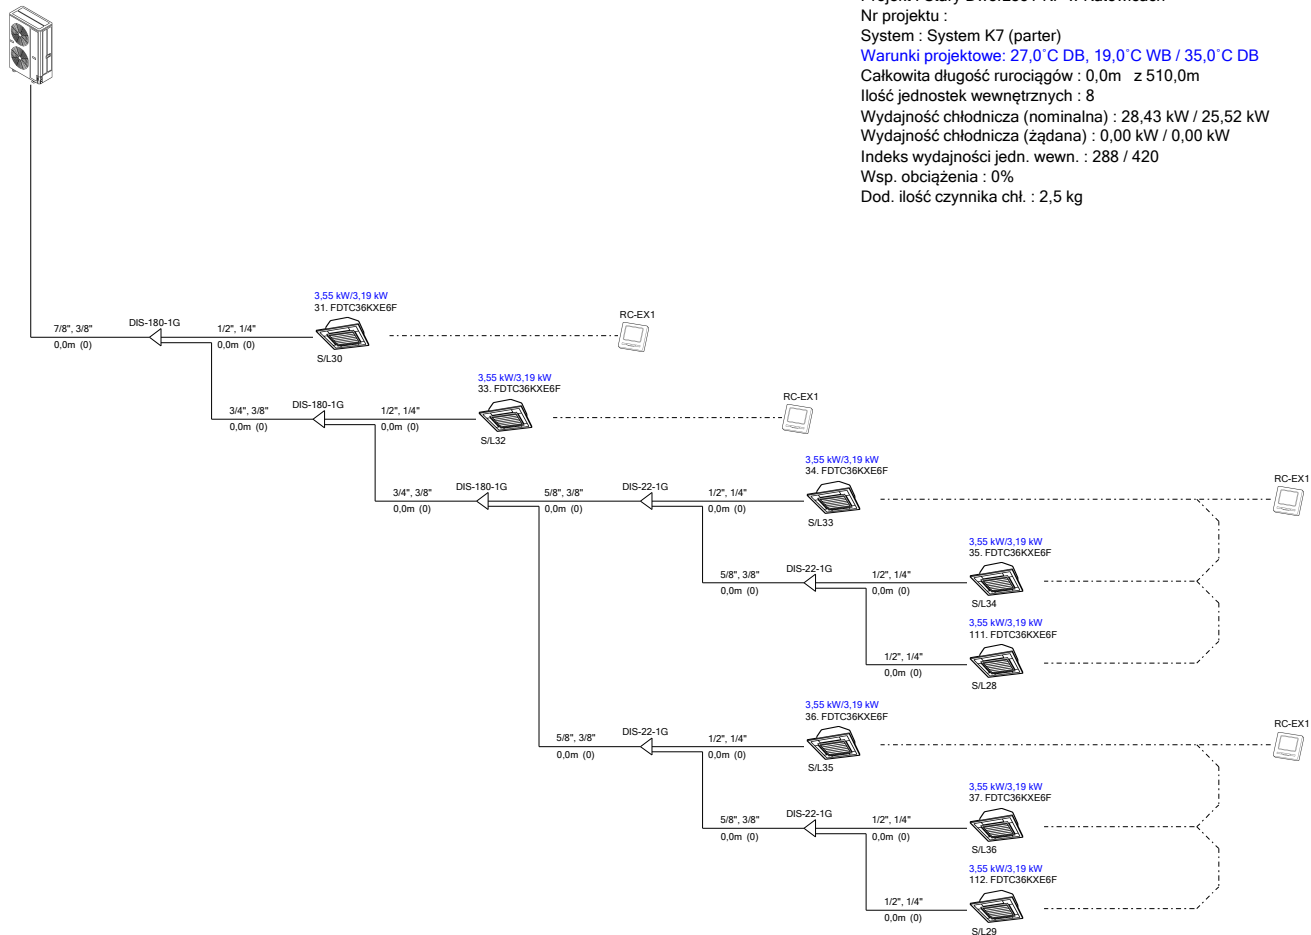 Nr projektu :
System : System K7 (parter)
Warunki projektowe: 27,0°C DB, 19,0°C WB / 35,0°C DB
Całkowita długość rurociągów : 0,0m z 510,0m
Ilość jednostek wewnętrznych : 8
Wydajność chłodnicza (nominalna) : 28,43 kW / 25,52 kW
Wydajność chłodnicza (żądana) : 0,00 kW / 0,00 kW
Indeks wydajności jedn. wewn. : 288 / 420
Wsp. obciążenia : 0%
Dod. ilość czynnika chł. : 2,5 kg
3,55 kW/3,19 kW
31. FDTC36KXE6F
RC-EX1
7/8", 3/8"
DIS-180-1G
1/2", 1/4"
0,0m (0)
0,0m (0)
S/L30
3,55 kW/3,19 kW
33. FDTC36KXE6F
RC-EX1
3/4", 3/8"
DIS-180-1G
1/2", 1/4"
0,0m (0)
0,0m (0)
S/L32
3,55 kW/3,19 kW
34. FDTC36KXE6F
RC-EX1
3/4", 3/8"
DIS-180-1G
5/8", 3/8"
DIS-22-1G
1/2", 1/4"
0,0m (0)
0,0m (0)
0,0m (0)
S/L33
3,55 kW/3,19 kW
35. FDTC36KXE6F
5/8", 3/8"
DIS-22-1G
1/2", 1/4"
0,0m (0)
0,0m (0)
S/L34
3,55 kW/3,19 kW
111. FDTC36KXE6F
1/2", 1/4"
0,0m (0)
S/L28
3,55 kW/3,19 kW
36. FDTC36KXE6F
RC-EX1
5/8", 3/8"
DIS-22-1G
1/2", 1/4"
0,0m (0)
0,0m (0)
S/L35
3,55 kW/3,19 kW
37. FDTC36KXE6F
5/8", 3/8"
DIS-22-1G
1/2", 1/4"
0,0m (0)
0,0m (0)
S/L36
3,55 kW/3,19 kW
112. FDTC36KXE6F
1/2", 1/4"
0,0m (0)
S/L29